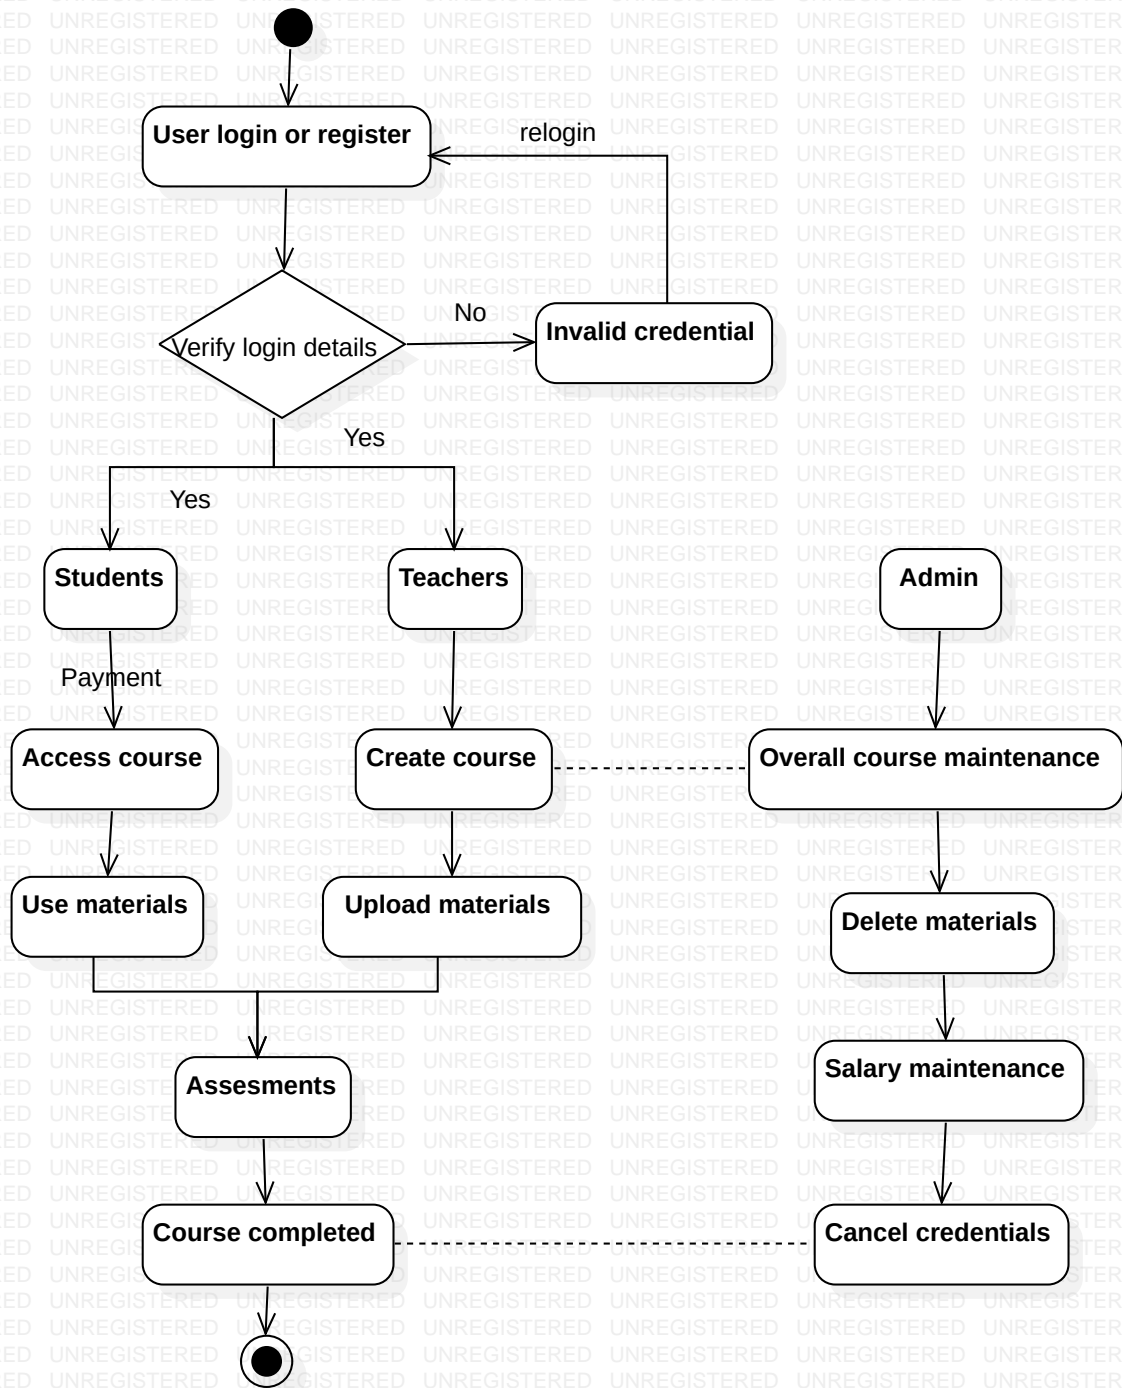 User login or register
relogin
Verify login details
No
Invalid credential
Yes
Yes
Students
Teachers
Admin
Payment
Access course
Create course
Overall course maintenance
Use materials
Upload materials
Delete materials
Assesments
Salary maintenance
Course completed
Cancel credentials
UNREGISTERED